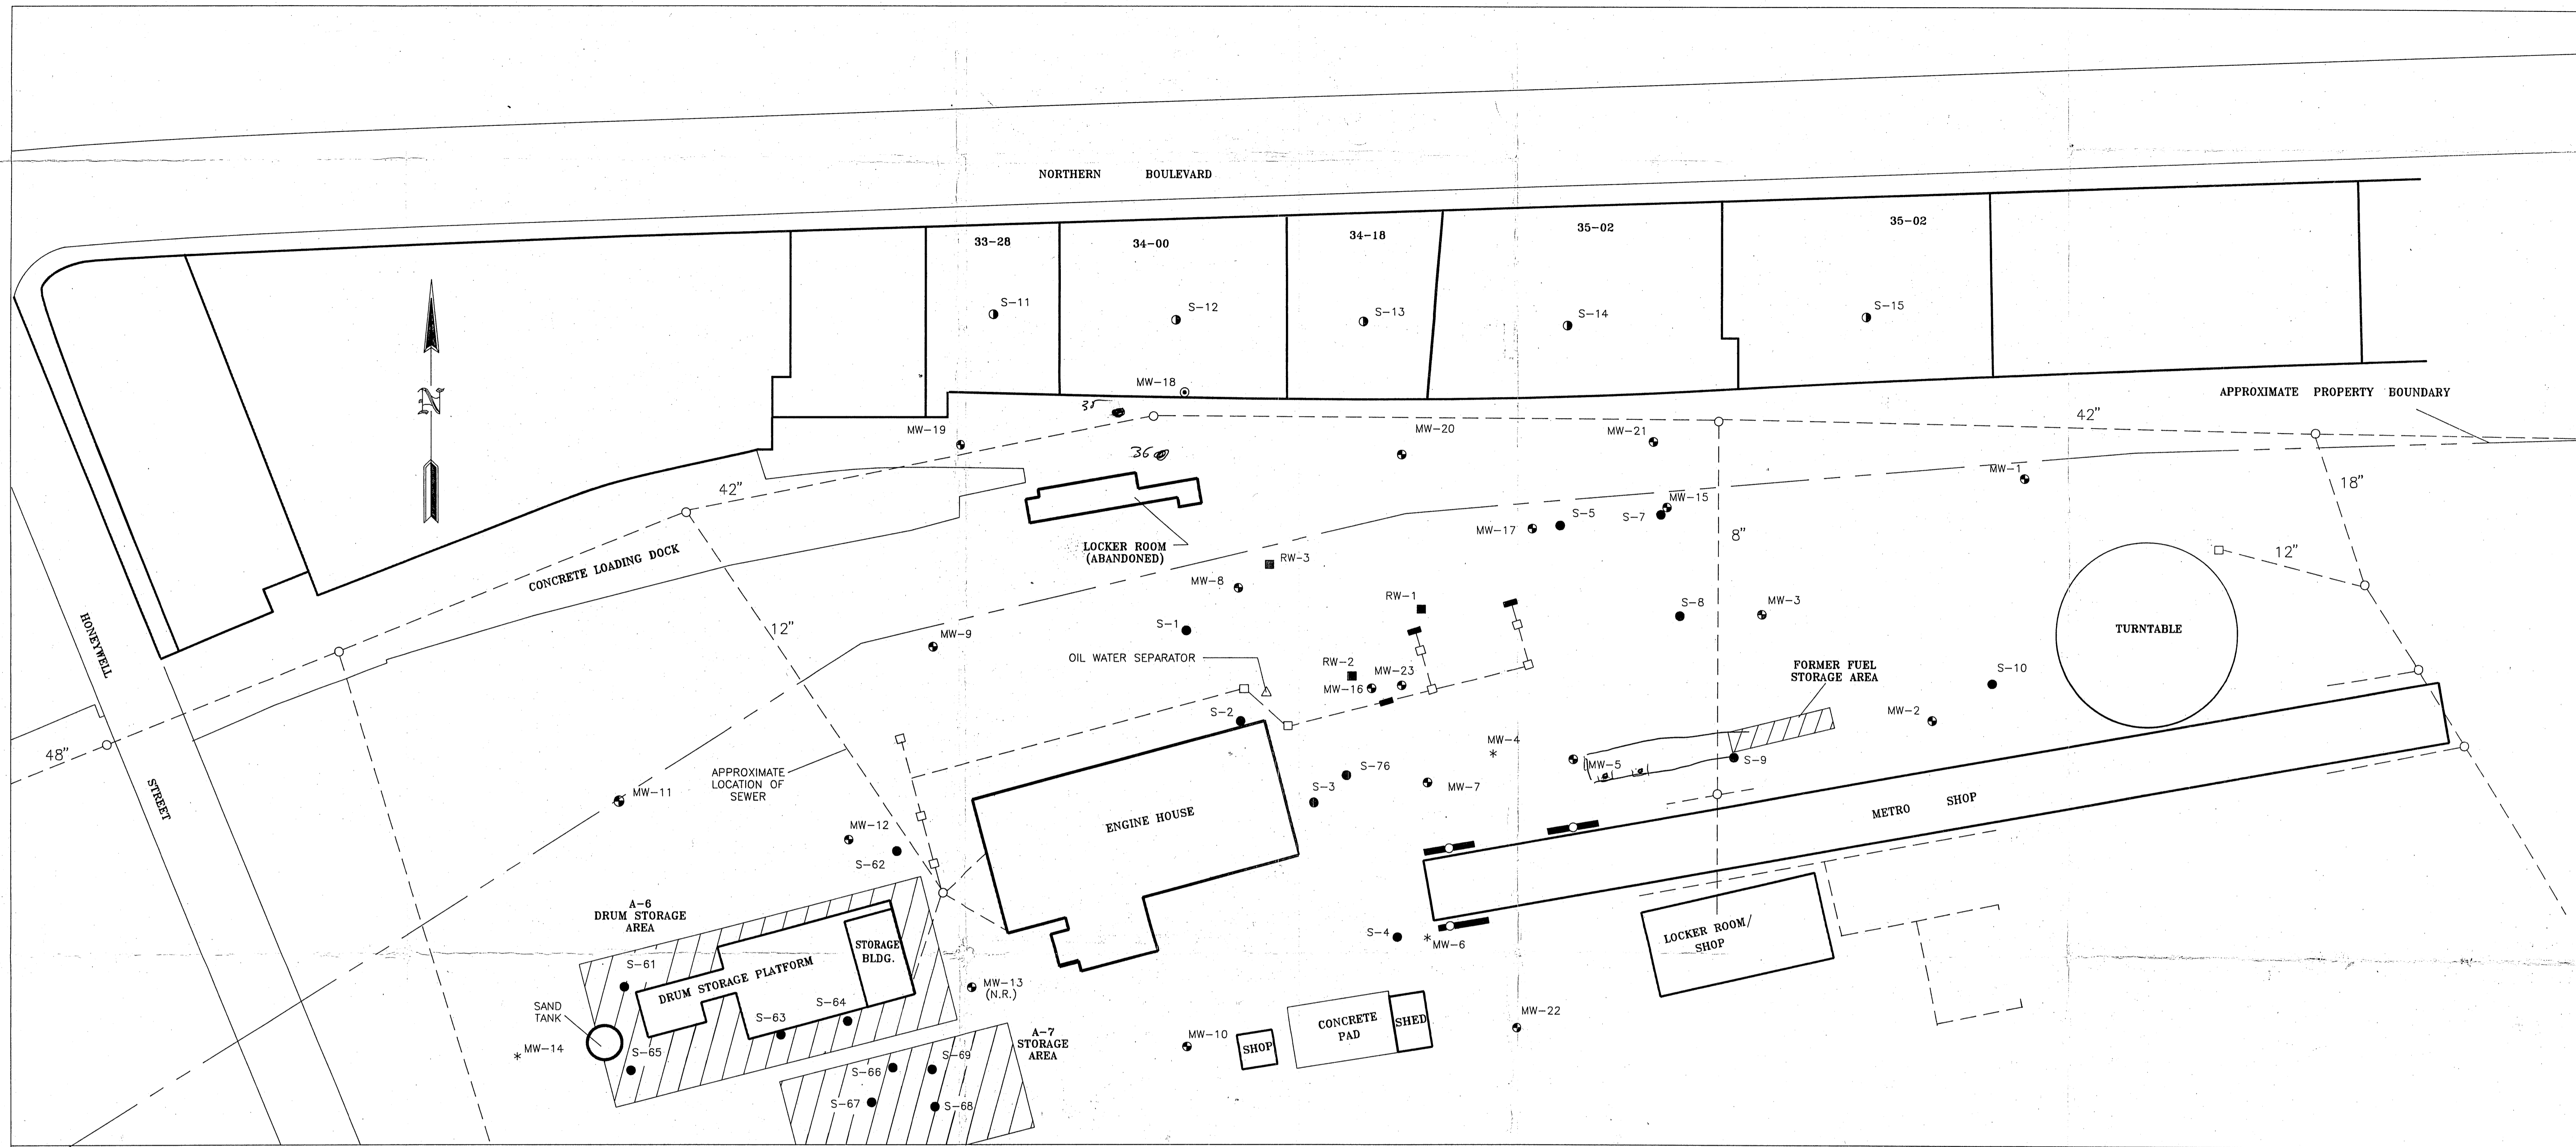 NORTHERN BOULEVARD
33-28
34-00
34-18
35-02
35-02
S-11
S-12
S-13
S-14
S-15
N
MW-18
APPROXIMATE PROPERTY BOUNDARY
35
42"
MW-19
MW-20
MW-21
36
MW-1
42"
18"
MW-15
S-5
S-7
MW-17
8"
CONCRETE LOADING DOCK
LOCKER ROOM
(ABANDONED)
RW-3
12"
MW-8
RW-1
S-8
MW-3
HONEYWELL
STREET
12"
MW-9
S-1
TURNTABLE
OIL WATER SEPARATOR
RW-2
MW-23
MW-16
FORMER FUEL
STORAGE AREA
S-10
S-2
MW-2
48"
MW-4
APPROXIMATE
LOCATION OF
SEWER
S-76
MW-5
S-9
MW-11
S-3
MW-7
ENGINE HOUSE
METRO SHOP
MW-12
S-62
A-6
DRUM STORAGE
AREA
STORAGE
BLDG.
S-4
MW-6
LOCKER ROOM/
SHOP
S-61
DRUM STORAGE PLATFORM
MW-13
(N.R.)
SAND
TANK
S-64
S-63
MW-22
CONCRETE
PAD
SHED
A-7
STORAGE
AREA
MW-10
SHOP
MW-14
S-65
S-69
S-66
S-67
S-68